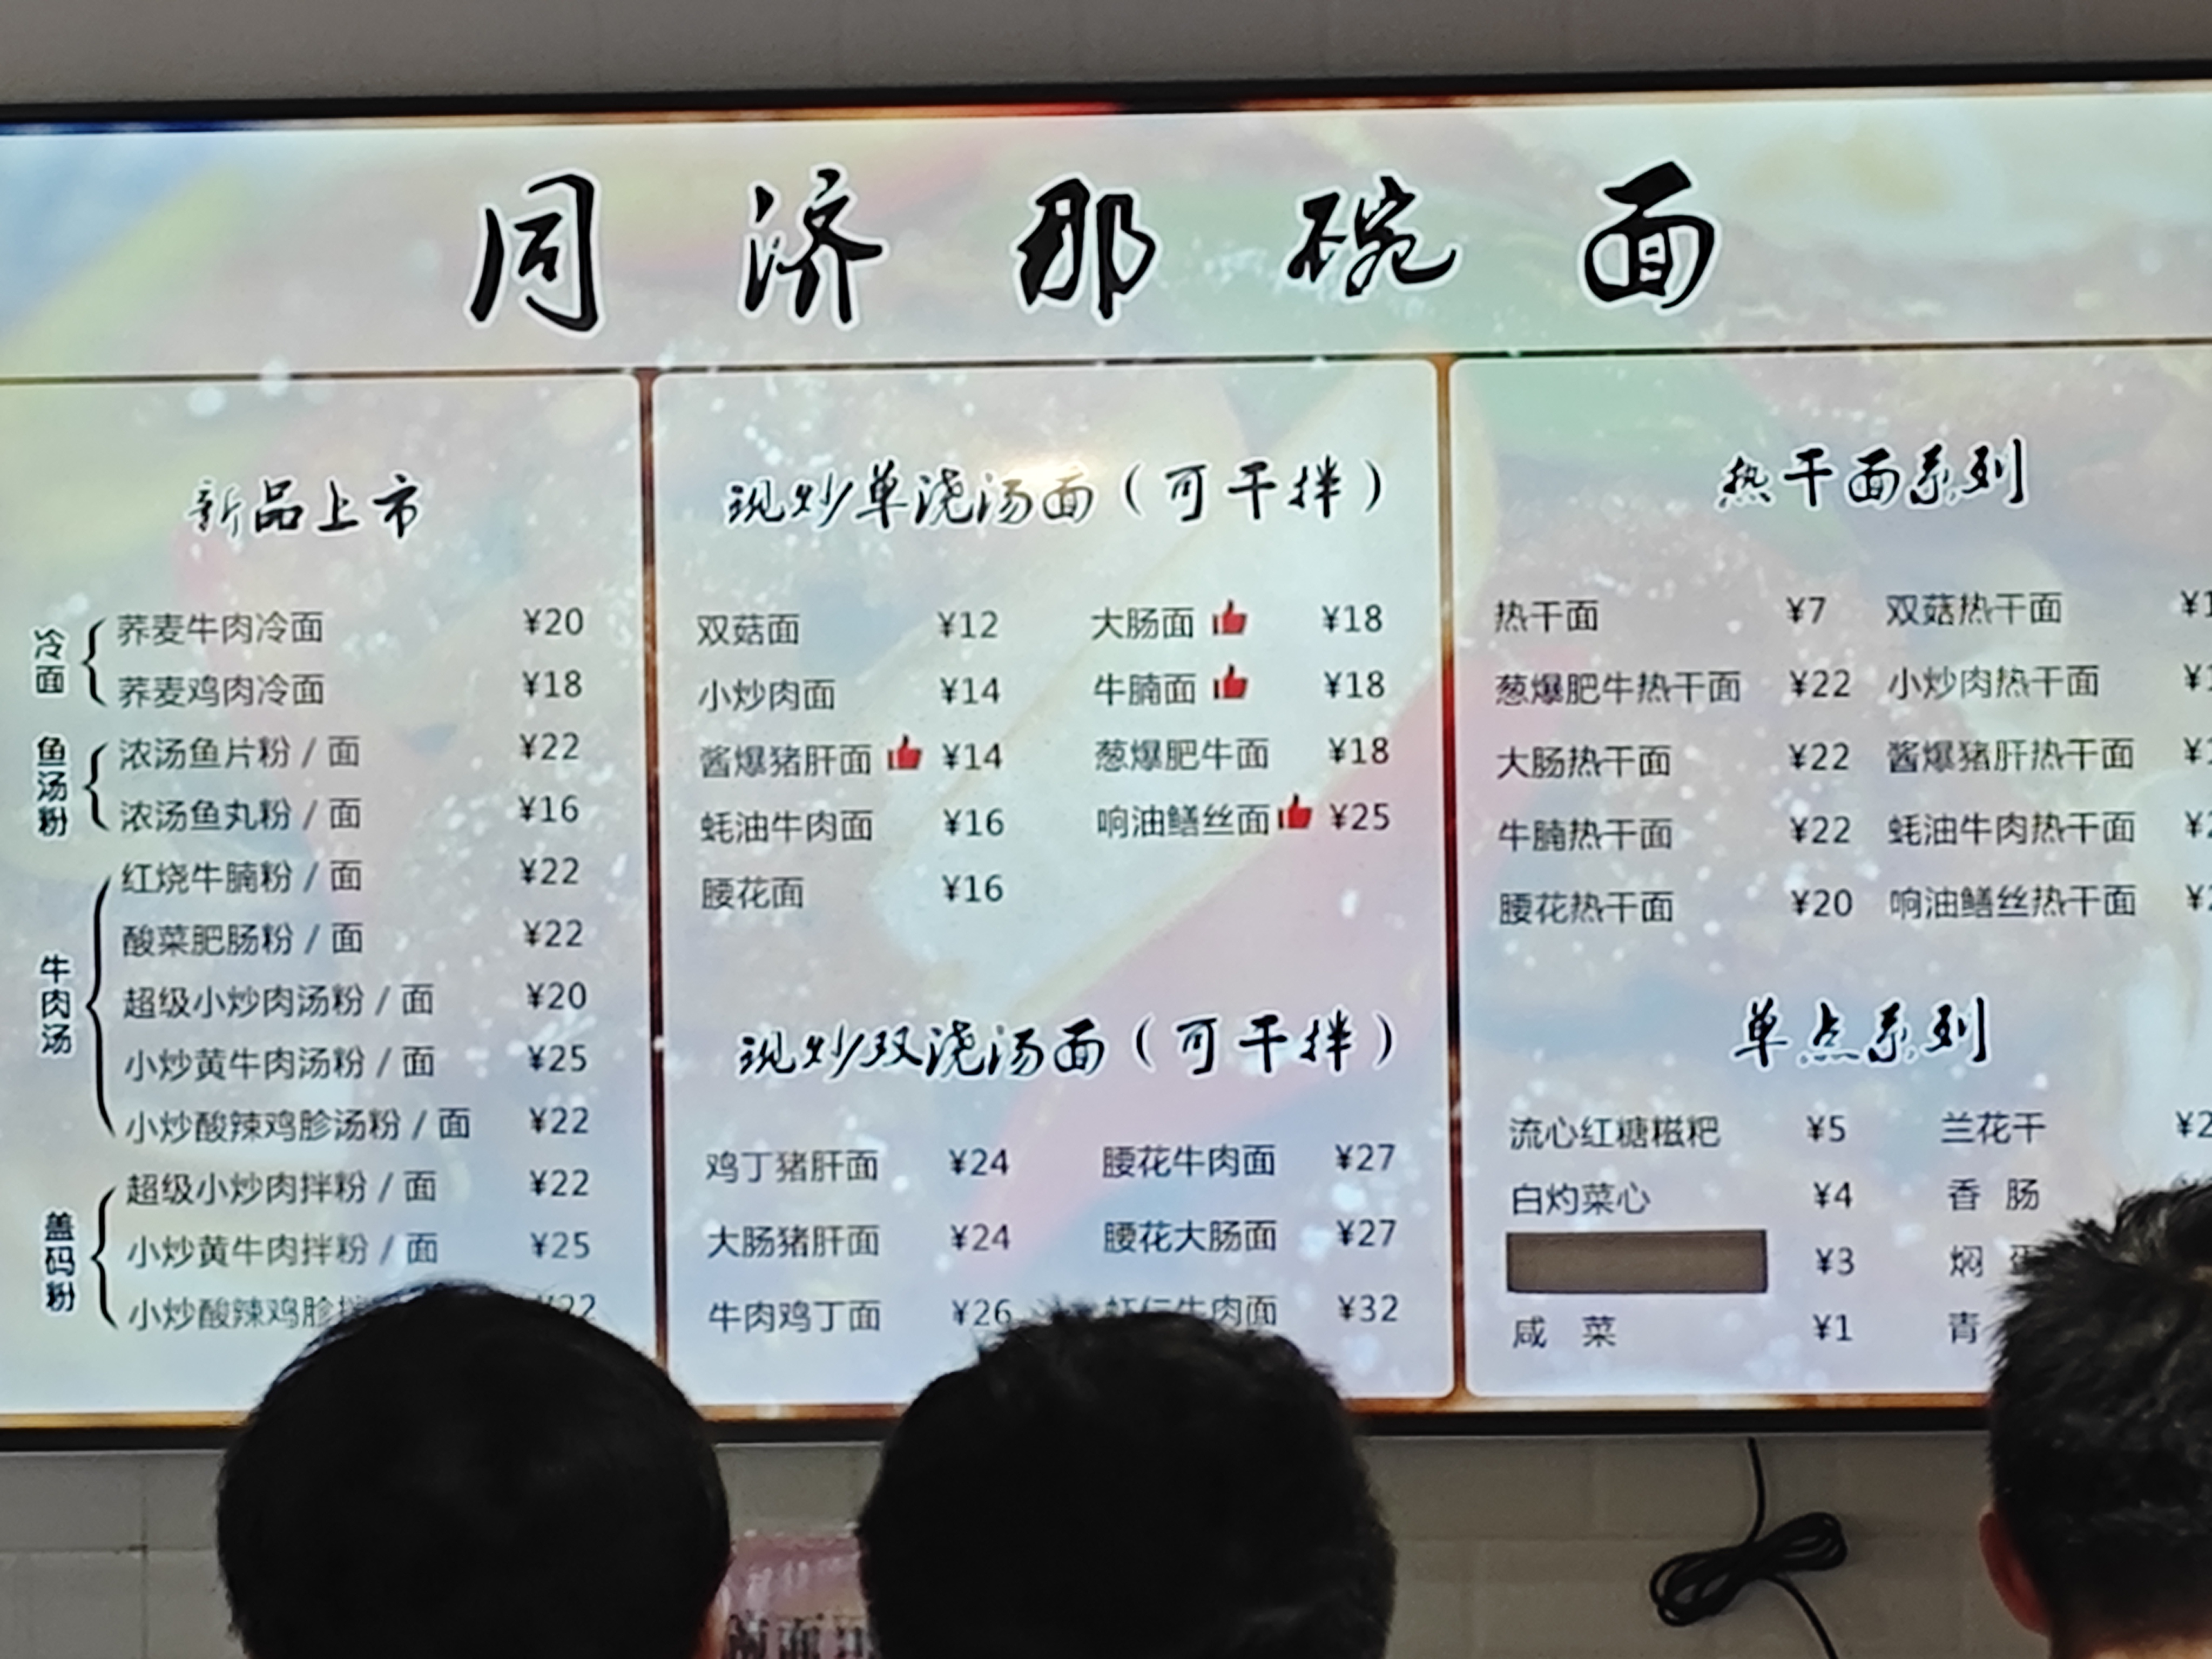 同济那碗面
新品上市
冷面
荞麦牛肉冷面 ¥20
荞麦鸡肉冷面 ¥18
鱼汤粉
浓汤鱼片粉 / 面 ¥22
浓汤鱼丸粉 / 面 ¥16
牛肉汤
红烧牛腩粉 / 面 ¥22
酸菜肥肠粉 / 面 ¥22
超级小炒肉汤粉 / 面 ¥20
小炒黄牛肉汤粉 / 面 ¥25
小炒酸辣鸡胗汤粉 / 面 ¥22
盖码粉
超级小炒肉拌粉 / 面 ¥22
小炒黄牛肉拌粉 / 面 ¥25
小炒酸辣鸡胗 22
现炒单浇汤面（可干拌）
双菇面 ¥12 大肠面 ¥18
小炒肉面 ¥14 牛腩面 ¥18
酱爆猪肝面 ¥14 葱爆肥牛面 ¥18
蚝油牛肉面 ¥16 响油鳝丝面 ¥25
腰花面 ¥16
现炒双浇汤面（可干拌）
鸡丁猪肝面 ¥24 腰花牛肉面 ¥27
大肠猪肝面 ¥24 腰花大肠面 ¥27
牛肉鸡丁面 ¥26 虾仁牛肉面 ¥32
热干面系列
热干面 ¥7 双菇热干面
葱爆肥牛热干面 ¥22 小炒肉热干面
大肠热干面 ¥22 酱爆猪肝热干面
牛腩热干面 ¥22 蚝油牛肉热干面
腰花热干面 ¥20 响油鳝丝热干面
单点系列
流心红糖糍粑 ¥5 兰花干 ¥2
白灼菜心 ¥4 香肠
¥3 焖
咸菜 ¥1 青